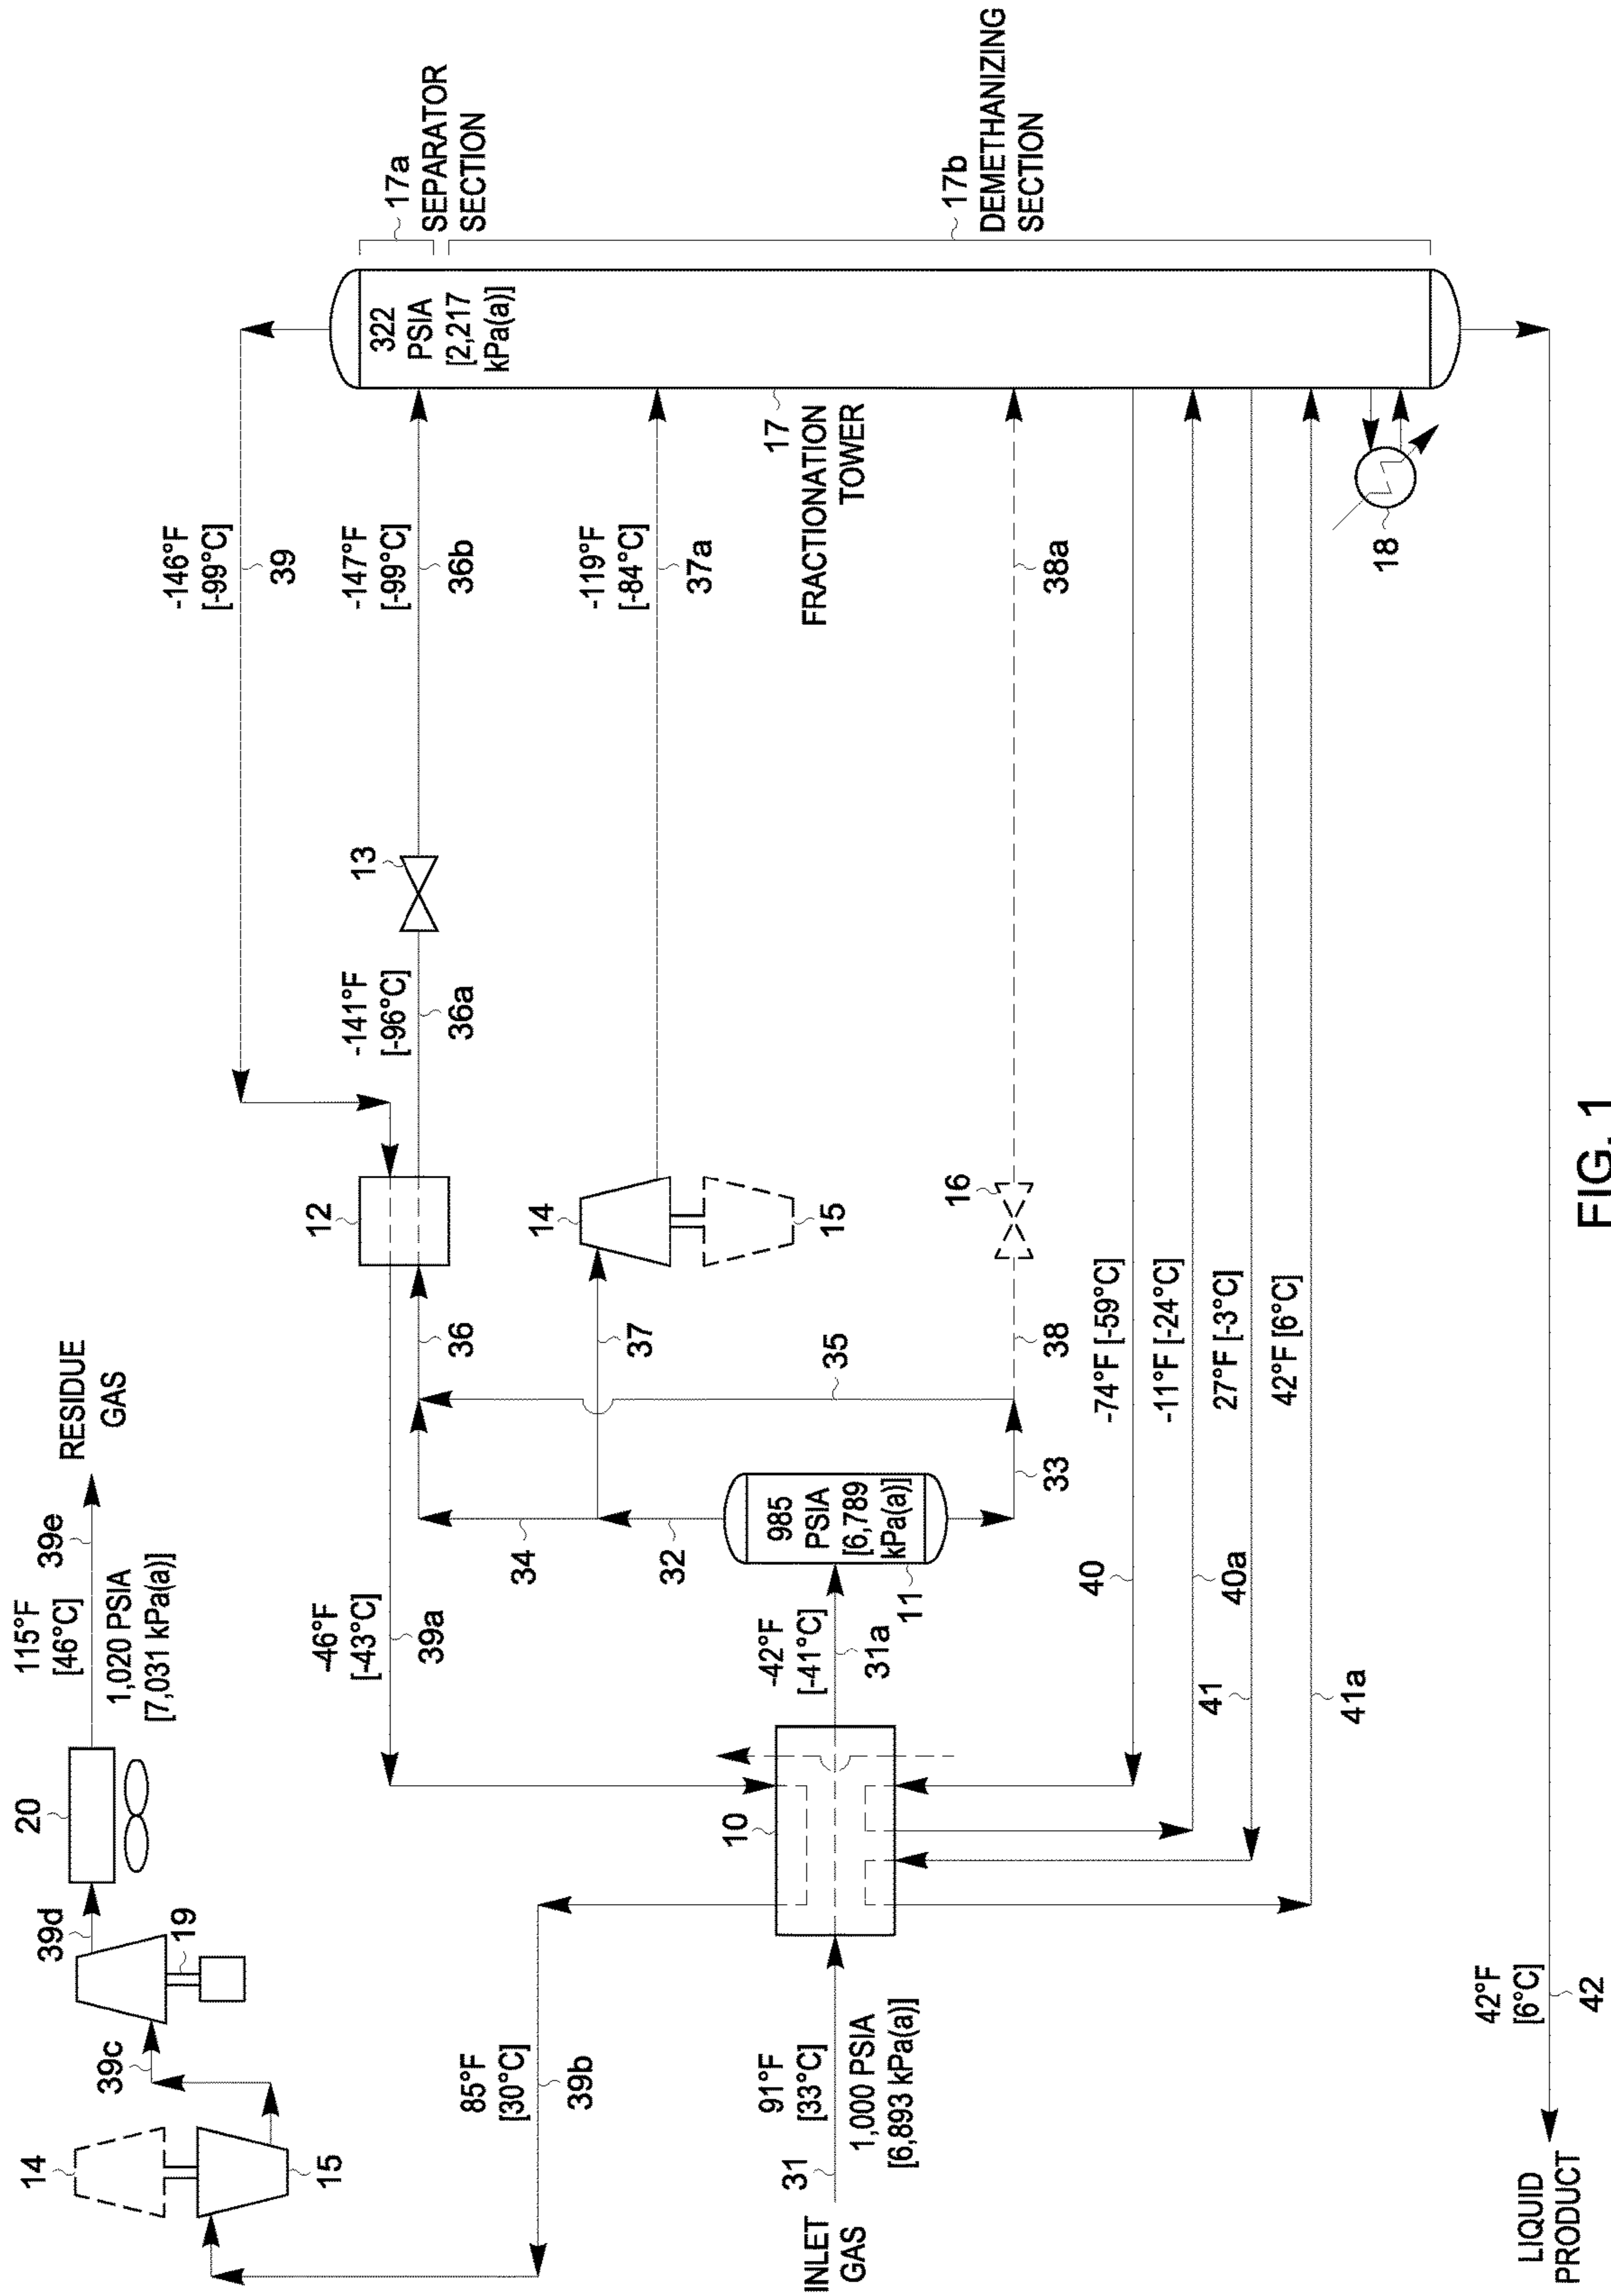 RESIDUE
GAS
39e
115°F
[46°C]
1,020 PSIA
[7,031 kPa(a)]
20
39d
19
39c
14
15
-146°F
[-99°C]
39
-147°F
[-99°C]
36b
13
-141°F
[-96°C]
36a
12
36
34
-46°F
[-43°C]
39a
85°F
[30°C]
39b
-119°F
[-84°C]
37a
14
15
37
35
32
985
PSIA
[6,789
kPa(a)]
11
33
38
16
38a
-42°F
[-41°C]
31a
10
91°F
[33°C]
1,000 PSIA
[6,893 kPa(a)]
31
INLET
GAS
322
PSIA
[2,217
kPa(a)]
17a
SEPARATOR
SECTION
17b
DEMETHANIZING
SECTION
17
FRACTIONATION
TOWER
18
-74°F [-59°C]
40
-11°F [-24°C]
40a
27°F [-3°C]
41
42°F [6°C]
41a
42°F
[6°C]
42
LIQUID
PRODUCT
FIG. 1